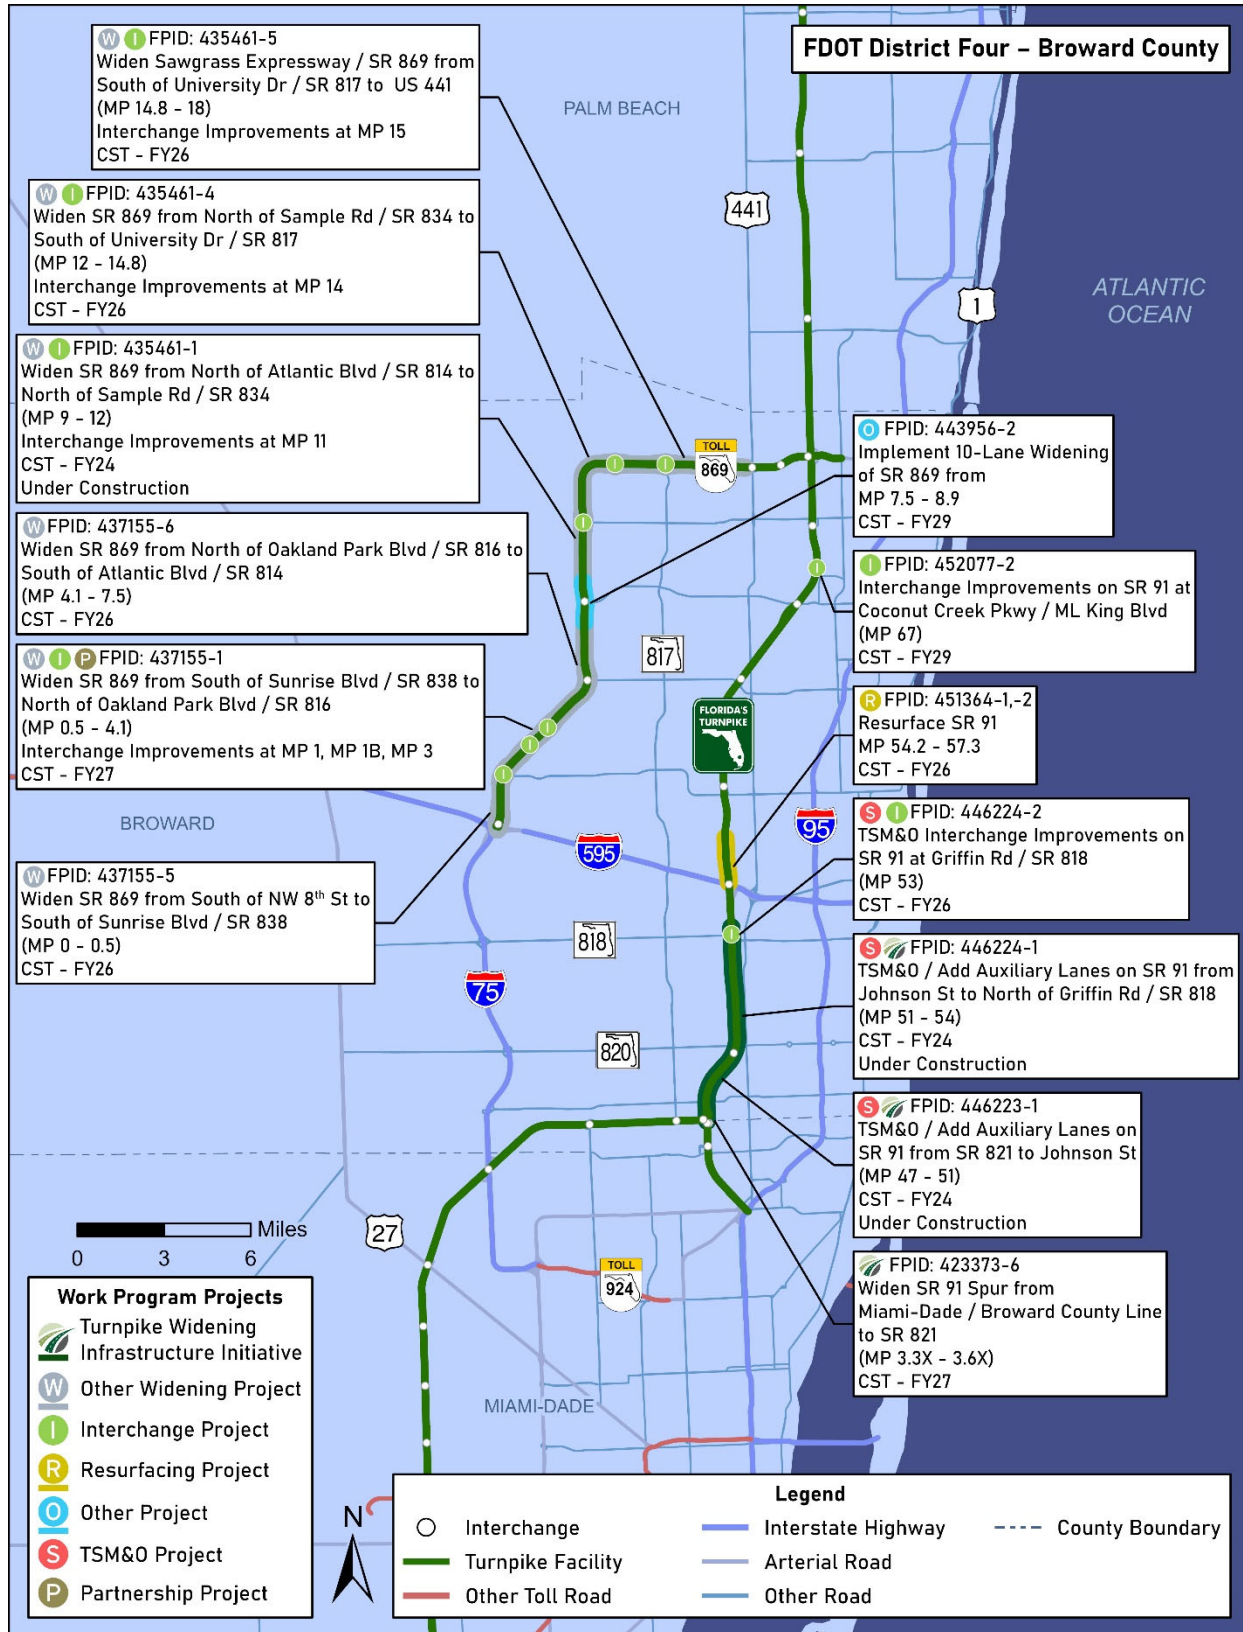 FDOT District Four – Broward County
W I FPID: 435461-5
Widen Sawgrass Expressway / SR 869 from
South of University Dr / SR 817 to US 441
(MP 14.8 - 18)
Interchange Improvements at MP 15
CST - FY26
W I FPID: 435461-4
Widen SR 869 from North of Sample Rd / SR 834 to
South of University Dr / SR 817
(MP 12 - 14.8)
Interchange Improvements at MP 14
CST - FY26
W I FPID: 435461-1
Widen SR 869 from North of Atlantic Blvd / SR 814 to
North of Sample Rd / SR 834
(MP 9 - 12)
Interchange Improvements at MP 11
CST - FY24
Under Construction
W FPID: 437155-6
Widen SR 869 from North of Oakland Park Blvd / SR 816 to
South of Atlantic Blvd / SR 814
(MP 4.1 - 7.5)
CST - FY26
W I P FPID: 437155-1
Widen SR 869 from South of Sunrise Blvd / SR 838 to
North of Oakland Park Blvd / SR 816
(MP 0.5 - 4.1)
Interchange Improvements at MP 1, MP 1B, MP 3
CST - FY27
W FPID: 437155-5
Widen SR 869 from South of NW 8th St to
South of Sunrise Blvd / SR 838
(MP 0 - 0.5)
CST - FY26
PALM BEACH
441
1
ATLANTIC
OCEAN
TOLL
869
I
I
I
I
I
I
I
I
I
817
FLORIDA'S
TURNPIKE
BROWARD
595
95
818
75
820
27
TOLL
924
MIAMI-DADE
O FPID: 443956-2
Implement 10-Lane Widening
of SR 869 from
MP 7.5 - 8.9
CST - FY29
I FPID: 452077-2
Interchange Improvements on SR 91 at
Coconut Creek Pkwy / ML King Blvd
(MP 67)
CST - FY29
R FPID: 451364-1,-2
Resurface SR 91
MP 54.2 - 57.3
CST - FY26
S I FPID: 446224-2
TSM&O Interchange Improvements on
SR 91 at Griffin Rd / SR 818
(MP 53)
CST - FY26
S FPID: 446224-1
TSM&O / Add Auxiliary Lanes on SR 91 from
Johnson St to North of Griffin Rd / SR 818
(MP 51 - 54)
CST - FY24
Under Construction
S FPID: 446223-1
TSM&O / Add Auxiliary Lanes on
SR 91 from SR 821 to Johnson St
(MP 47 - 51)
CST - FY24
Under Construction
FPID: 423373-6
Widen SR 91 Spur from
Miami-Dade / Broward County Line
to SR 821
(MP 3.3X - 3.6X)
CST - FY27
Miles
0 3 6
Work Program Projects
Turnpike Widening
Infrastructure Initiative
W Other Widening Project
I Interchange Project
R Resurfacing Project
O Other Project
S TSM&O Project
P Partnership Project
N
Legend
Interchange
Turnpike Facility
Other Toll Road
Interstate Highway
Arterial Road
Other Road
County Boundary